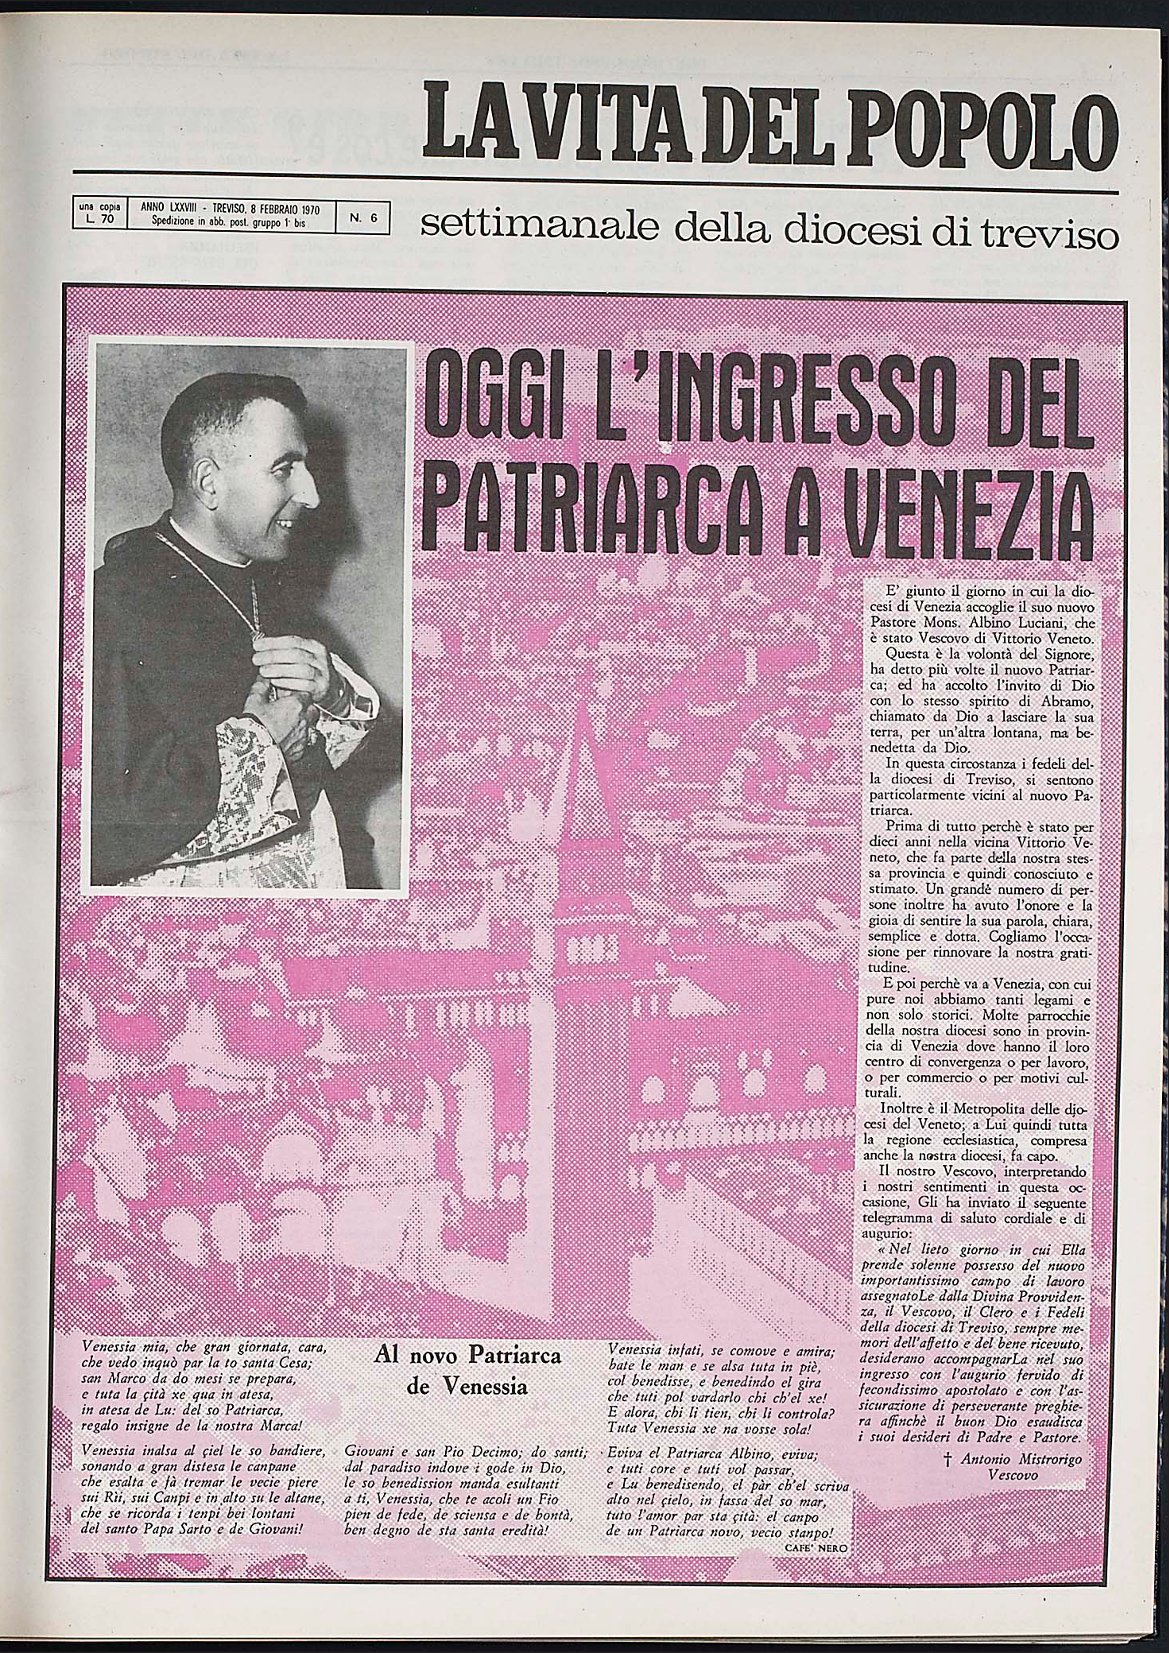 LA VITA DEL POPOLO
una copia
L. 70
ANNO LXXVIII - TREVISO, 8 FEBBRAIO 1970
Spedizione in abb. post. gruppo 1° bis
N. 6
settimanale della diocesi di treviso
OGGI L'INGRESSO DEL
PATRIARCA A VENEZIA
E' giunto il giorno in cui la dio-
cesi di Venezia accoglie il suo nuovo
Pastore Mons. Albino Luciani, che
è stato Vescovo di Vittorio Veneto.
Questa è la volontà del Signore,
ha detto più volte il nuovo Patriar-
ca; ed ha accolto l'invito di Dio
con lo stesso spirito di Abramo,
chiamato da Dio a lasciare la sua
terra, per un'altra lontana, ma be-
nedetta da Dio.
In questa circostanza i fedeli del-
la diocesi di Treviso, si sentono
particolarmente vicini al nuovo Pa-
triarca.
Prima di tutto perchè è stato per
dieci anni nella vicina Vittorio Ve-
neto, che fa parte della nostra stes-
sa provincia e quindi conosciuto e
stimato. Un grande numero di per-
sone inoltre ha avuto l'onore e la
gioia di sentire la sua parola, chiara,
semplice e dotta. Cogliamo l'occa-
sione per rinnovare la nostra grati-
tudine.
E poi perchè va a Venezia, con cui
pure noi abbiamo tanti legami e
non solo storici. Molte parrocchie
della nostra diocesi sono in provin-
cia di Venezia dove hanno il loro
centro di convergenza o per lavoro,
o per commercio o per motivi cul-
turali.
Inoltre è il Metropolita delle dio-
cesi del Veneto; a Lui quindi tutta
la regione ecclesiastica, compresa
anche la nostra diocesi, fa capo.
Il nostro Vescovo, interpretando
i nostri sentimenti in questa oc-
casione, Gli ha inviato il seguente
telegramma di saluto cordiale e di
augurio:
« Nel lieto giorno in cui Ella
prende solenne possesso del nuovo
importantissimo campo di lavoro
assegnatoLe dalla Divina Provviden-
za, il Vescovo, il Clero e i Fedeli
della diocesi di Treviso, sempre me-
mori dell'affetto e del bene ricevuto,
desiderano accompagnarLa nel suo
ingresso con l'augurio fervido di
fecondissimo apostolato e con l'as-
sicurazione di perseverante preghie-
ra affinchè il buon Dio esaudisca
i suoi desideri di Padre e Pastore.
† Antonio Mistrorigo
Vescovo
Al novo Patriarca
de Venessia
Venessia mia, che gran giornata, cara,
che vedo inquò par la to santa Cesa;
san Marco da do mesi se prepara,
e tuta la çità xe qua in atesa,
in atesa de Lu: del so Patriarca,
regalo insigne de la nostra Marca!
Venessia inalsa al çiel le so bandiere,
sonando a gran distesa le canpane
che esalta e fà tremar le vecie piere
sui Rii, sui Canpi e in alto su le altane,
che se ricorda i tenpi bei lontani
del santo Papa Sarto e de Giovani!
Giovani e san Pio Decimo; do santi;
dal paradiso indove i gode in Dio,
le so benedission manda esultanti
a ti, Venessia, che te acoli un Fio
pien de fede, de sciensa e de bontà,
ben degno de sta santa eredità!
Venessia infati, se comove e amira;
bate le man e se alsa tuta in piè,
col benedisse, e benedindo el gira
che tuti pol vardarlo chi ch'el xe!
E alora, chi li tien, chi li controla?
Tuta Venessia xe na vosse sola!
Eviva el Patriarca Albino, eviva;
e tuti core e tuti vol passar,
e Lu benedisendo, el pàr ch'el scriva
alto nel çielo, in fassa del so mar,
tuto l'amor par sta çità: el canpo
de un Patriarca novo, vecio stanpo!
CAFE' NERO